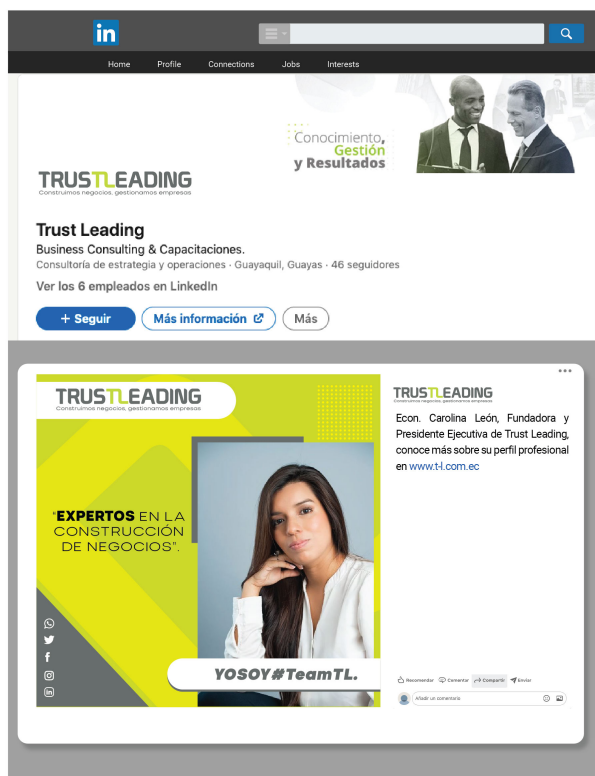 in
Home Profile Connections Jobs Interests
Conocimiento,
Gestión
y Resultados
TRUSTLEADING
Construimos negocios, gestionamos empresas
Trust Leading
Business Consulting & Capacitaciones.
Consultoría de estrategia y operaciones · Guayaquil, Guayas · 46 seguidores
Ver los 6 empleados en LinkedIn
+ Seguir
Más información
Más
TRUSTLEADING
Construimos negocios, gestionamos empresas
"EXPERTOS EN LA
CONSTRUCCIÓN
DE NEGOCIOS".
f
in
YOSOY#TeamTL.
TRUSTLEADING
Construimos negocios, gestionamos empresas
Econ. Carolina León, Fundadora y
Presidente Ejecutiva de Trust Leading,
conoce más sobre su perfil profesional
en www.t-l.com.ec
Recomendar Comentar Compartir Enviar
Añadir un comentario